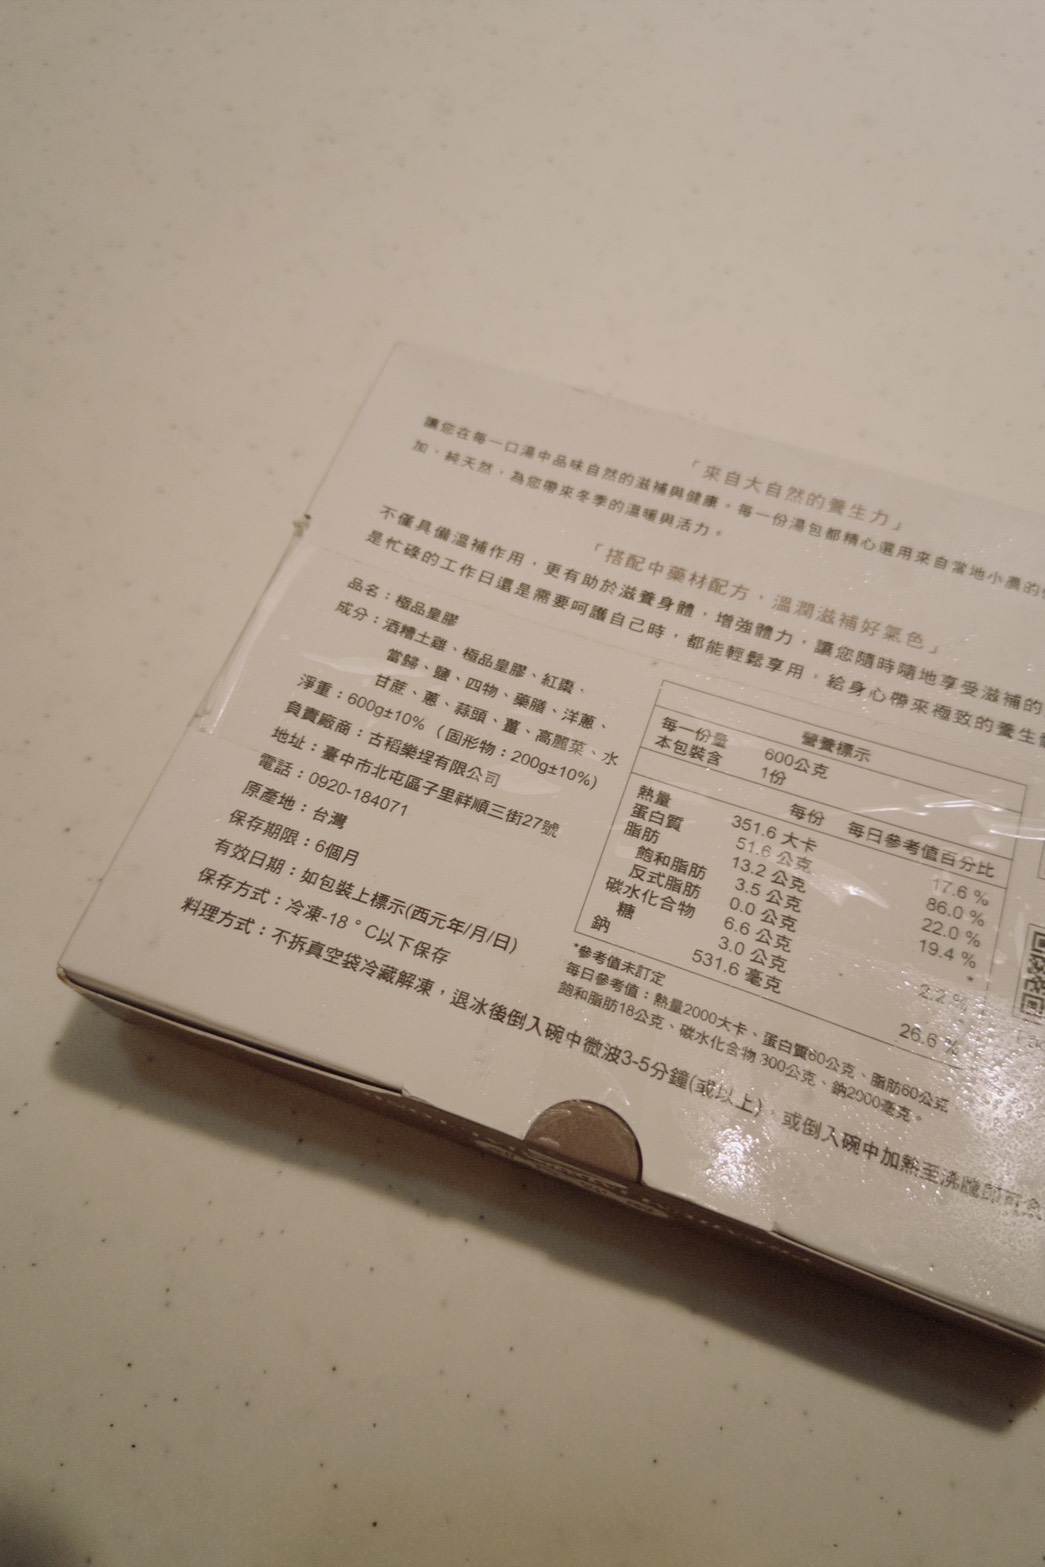 「來自大自然的養生力」
讓您在每一口湯中品味自然的滋補與健康。每一份湯包都精心選用來自當地小農的
加、純天然，為您帶來冬季的溫暖與活力。
「搭配中藥材配方，溫潤滋補好氣色」
不僅具備溫補作用，更有助於滋養身體，增強體力，讓您隨時隨地享受滋補的
是忙碌的工作日還是需要呵護自己時，都能輕鬆享用，給身心帶來極致的養生
品名：極品皇膠
成分：酒糟土雞、極品皇膠、紅棗、
當歸、鹽、四物、藥膳、洋蔥、
甘蔗、蔥、蒜頭、薑、高麗菜、水
淨重：600g±10%（固形物：200g±10%)
負責廠商：古稻樂埕有限公司
地址：臺中市北屯區子里祥順三街27號
電話：0920-184071
原產地：台灣
保存期限：6個月
有效日期：如包裝上標示(西元年/月/日)
保存方式：冷凍-18°C以下保存
料理方式：不拆真空袋冷藏解凍，退冰後倒入碗中微波3-5分鐘(或以上)，或倒入碗中加熱至沸騰即可
營養標示
每一份量 600公克
本包裝含 1份
每份 每日參考值百分比
熱量 351.6 大卡 17.6 %
蛋白質 51.6 公克 86.0 %
脂肪 13.2 公克 22.0 %
飽和脂肪 3.5 公克 19.4 %
反式脂肪 0.0 公克 *
碳水化合物 6.6 公克 2.2 %
糖 3.0 公克
鈉 531.6 毫克 26.6 %
*參考值未訂定
每日參考值：熱量2000大卡、蛋白質60公克、脂肪60公克
飽和脂肪18公克、碳水化合物 300公克、鈉2000毫克。